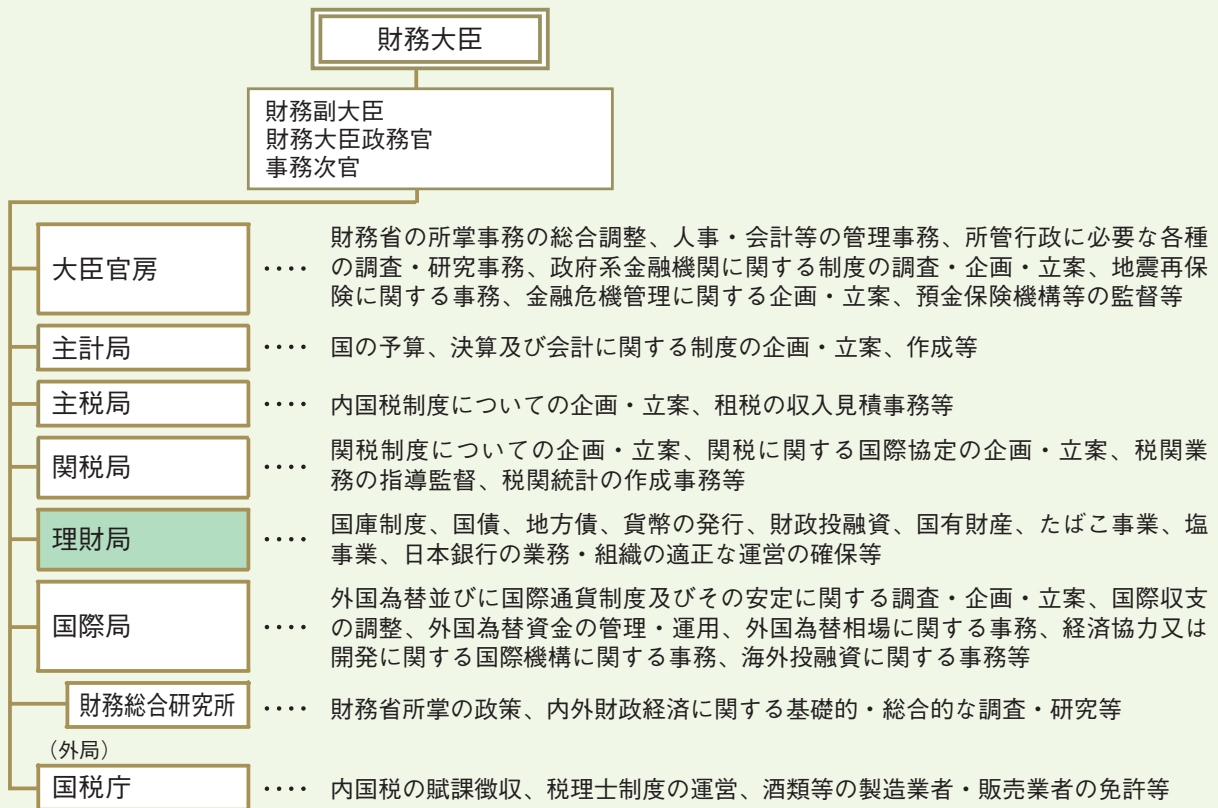 財務大臣
財務副大臣
財務大臣政務官
事務次官
大臣官房
‥‥ 財務省の所掌事務の総合調整、人事・会計等の管理事務、所管行政に必要な各種
の調査・研究事務、政府系金融機関に関する制度の調査・企画・立案、地震再保
険に関する事務、金融危機管理に関する企画・立案、預金保険機構等の監督等
主計局 ‥‥ 国の予算、決算及び会計に関する制度の企画・立案、作成等
主税局 ‥‥ 内国税制度についての企画・立案、租税の収入見積事務等
関税局 ‥‥ 関税制度についての企画・立案、関税に関する国際協定の企画・立案、税関業
務の指導監督、税関統計の作成事務等
理財局 ‥‥ 国庫制度、国債、地方債、貨幣の発行、財政投融資、国有財産、たばこ事業、塩
事業、日本銀行の業務・組織の適正な運営の確保等
国際局 ‥‥ 外国為替並びに国際通貨制度及びその安定に関する調査・企画・立案、国際収支
の調整、外国為替資金の管理・運用、外国為替相場に関する事務、経済協力又は
開発に関する国際機構に関する事務、海外投融資に関する事務等
財務総合研究所 ‥‥ 財務省所掌の政策、内外財政経済に関する基礎的・総合的な調査・研究等
（外局）
国税庁 ‥‥ 内国税の賦課徴収、税理士制度の運営、酒類等の製造業者・販売業者の免許等